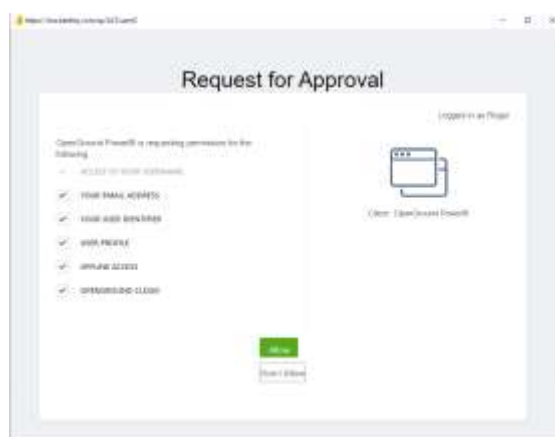 Request for Approval
Logged in as Roger
OpenGround PowerBI is requesting permission for the
following
ACCESS TO YOUR USERNAME
YOUR EMAIL ADDRESS
YOUR USER IDENTIFIER
USER PROFILE
OFFLINE ACCESS
OPENGROUND CLOUD
Client: OpenGround PowerBI
Allow
Don't Allow